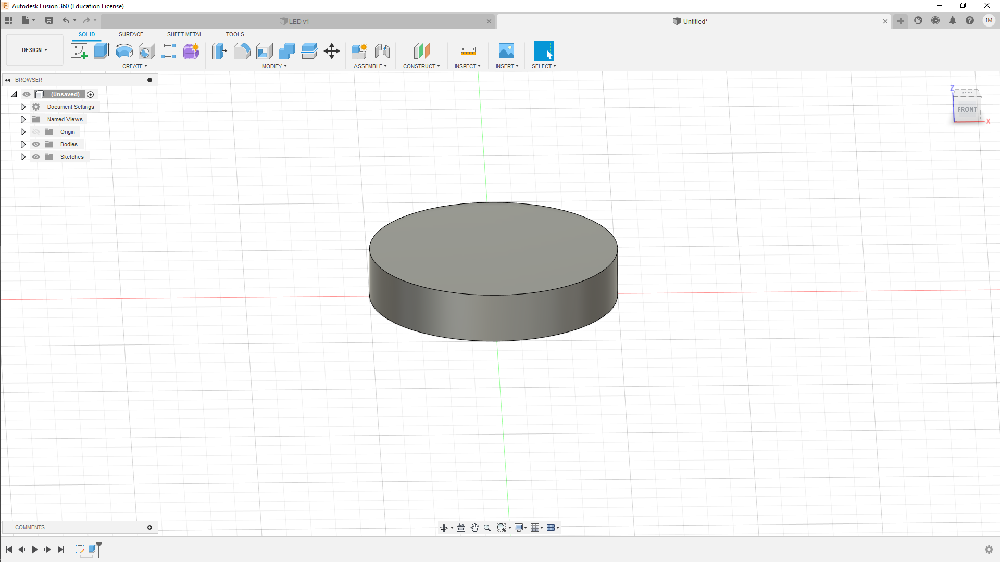 Autodesk Fusion 360 (Education License)
LED v1
Untitled*
IM
DESIGN
SOLID
SURFACE
SHEET METAL
TOOLS
CREATE
MODIFY
ASSEMBLE
CONSTRUCT
INSPECT
INSERT
SELECT
BROWSER
(Unsaved)
Document Settings
Named Views
Origin
Bodies
Sketches
Z
FRONT
X
COMMENTS